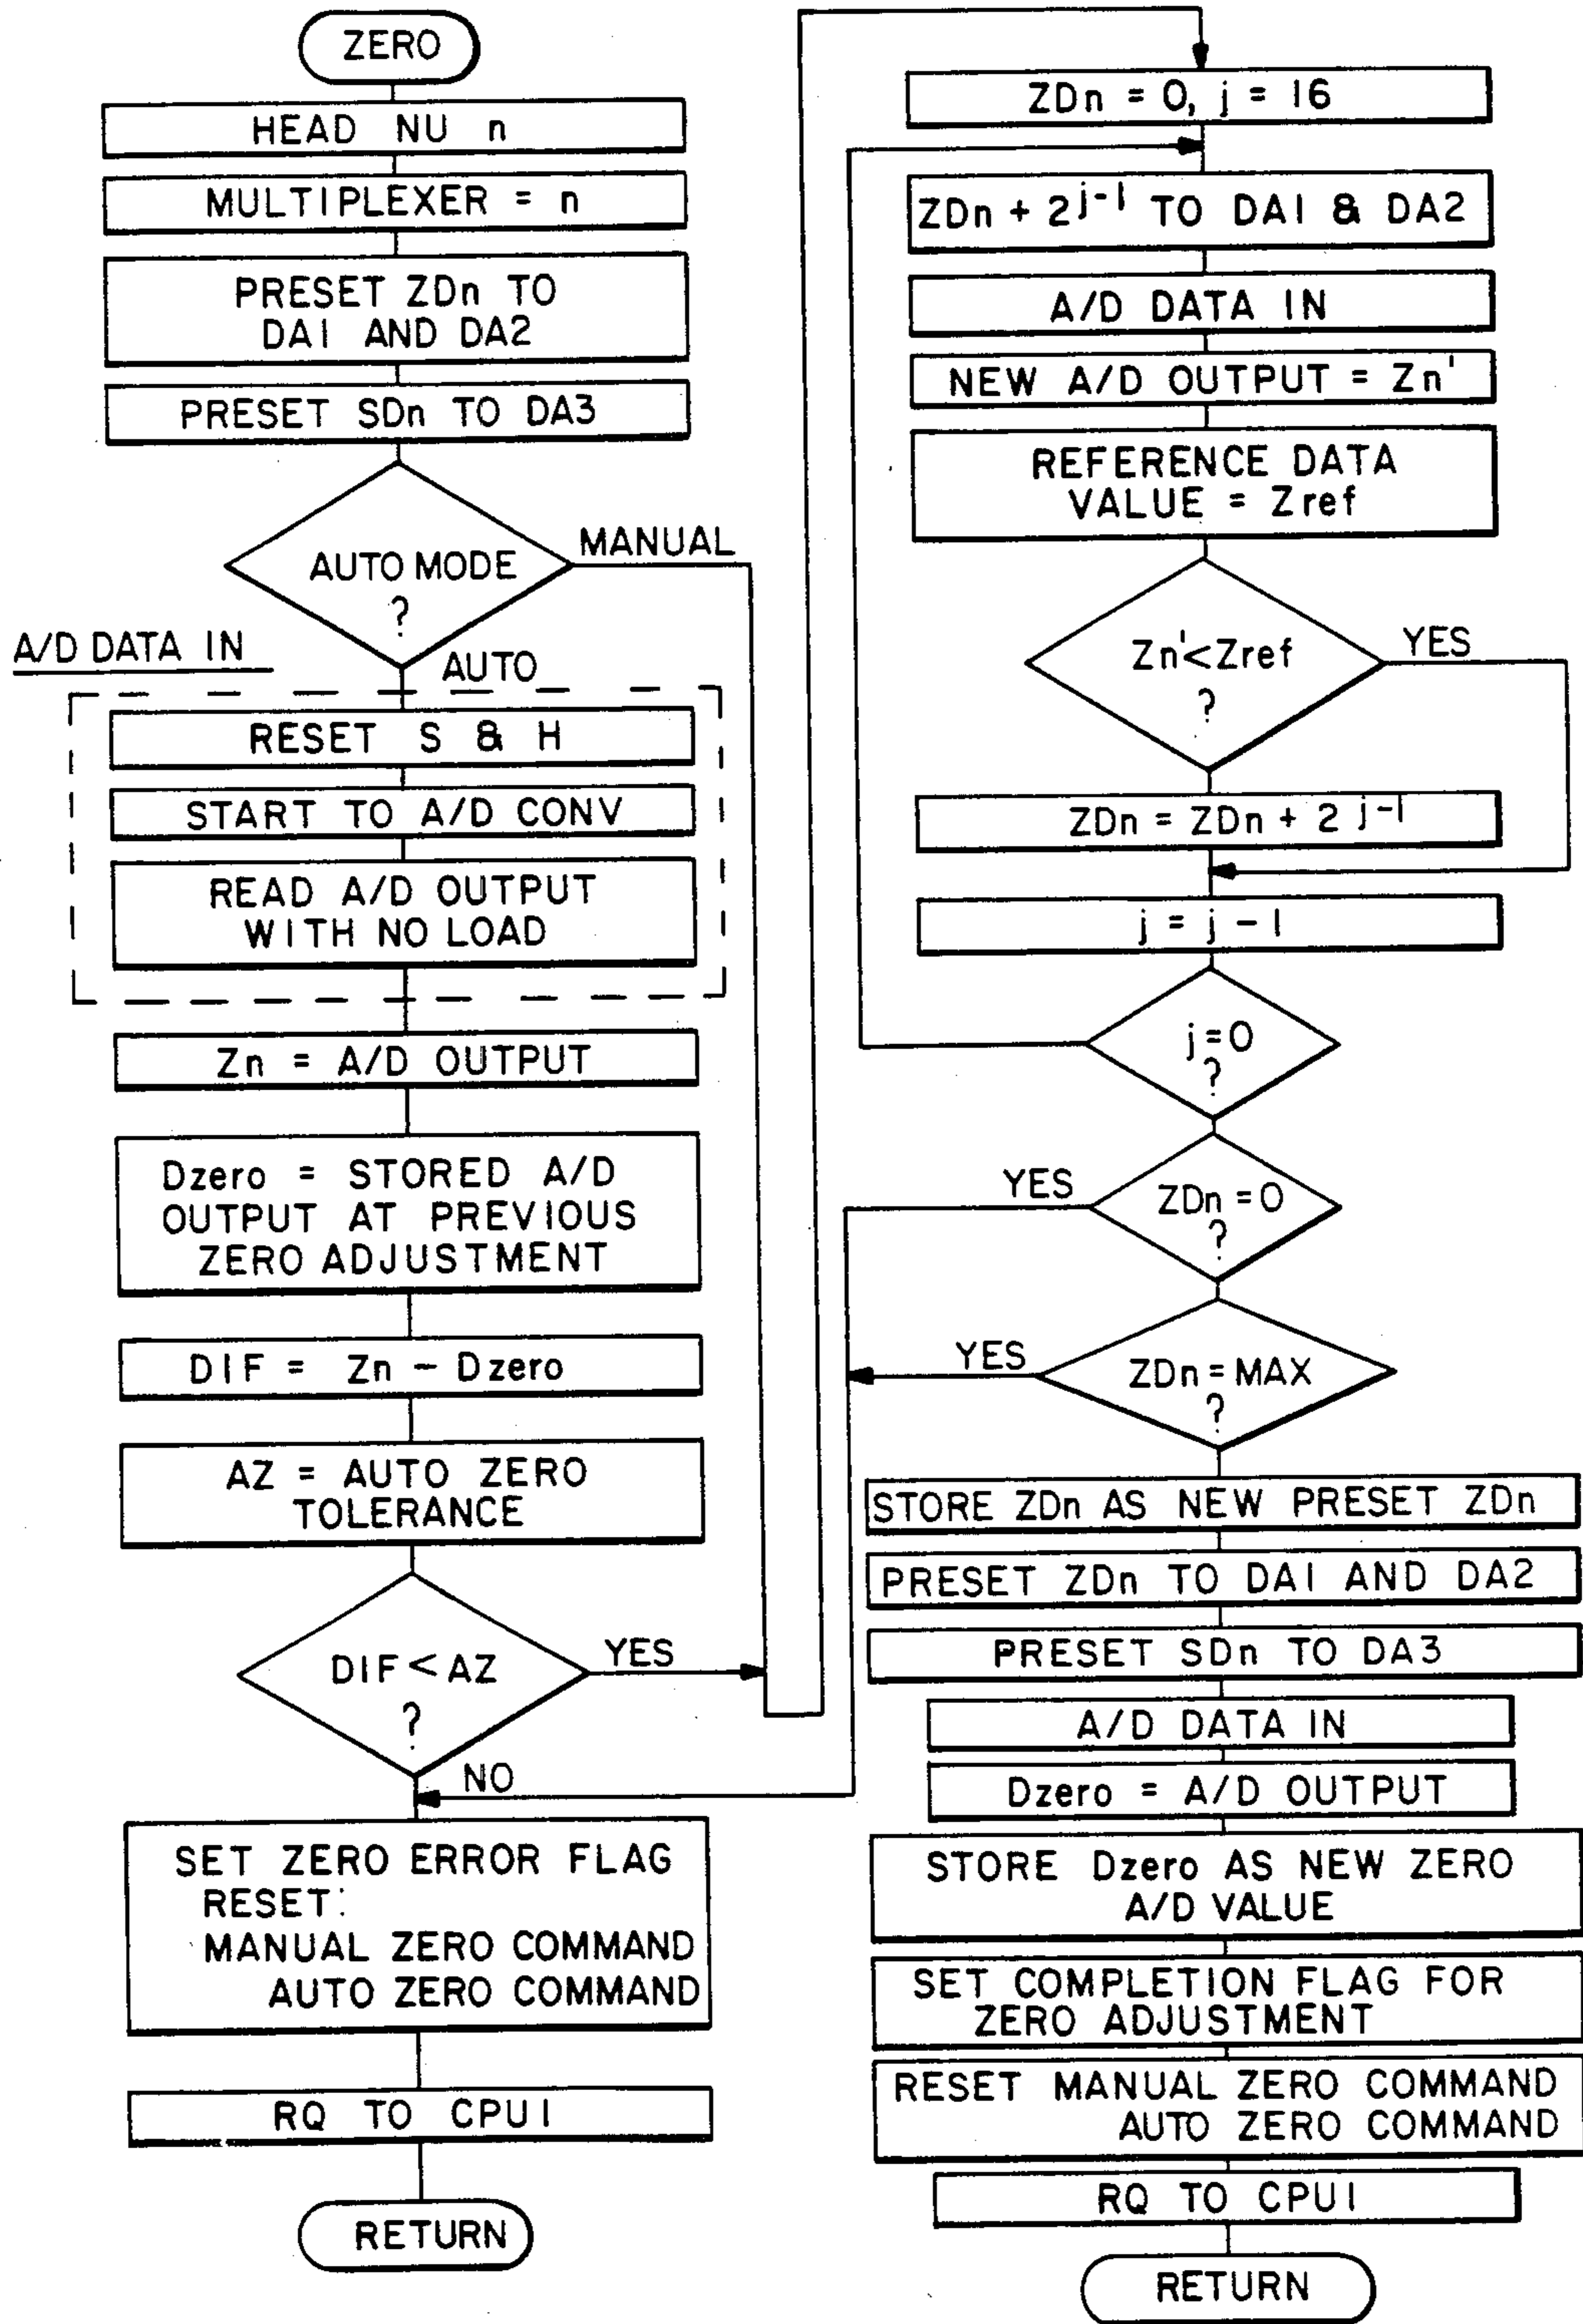 ZERO
HEAD NU n
MULTIPLEXER = n
PRESET ZDn TO
DA1 AND DA2
PRESET SDn TO DA3
AUTO MODE
?
MANUAL
A/D DATA IN
AUTO
RESET S & H
START TO A/D CONV
READ A/D OUTPUT
WITH NO LOAD
Zn = A/D OUTPUT
Dzero = STORED A/D
OUTPUT AT PREVIOUS
ZERO ADJUSTMENT
DIF = Zn - Dzero
AZ = AUTO ZERO
TOLERANCE
DIF < AZ
?
YES
NO
SET ZERO ERROR FLAG
RESET:
MANUAL ZERO COMMAND
AUTO ZERO COMMAND
RQ TO CPU1
RETURN
ZDn = 0, j = 16
ZDn + 2^j-1 TO DA1 & DA2
A/D DATA IN
NEW A/D OUTPUT = Zn'
REFERENCE DATA
VALUE = Zref
Zn' < Zref
?
YES
ZDn = ZDn + 2^j-1
j = j - 1
j = 0
?
YES
ZDn = 0
?
YES
ZDn = MAX
?
STORE ZDn AS NEW PRESET ZDn
PRESET ZDn TO DA1 AND DA2
PRESET SDn TO DA3
A/D DATA IN
Dzero = A/D OUTPUT
STORE Dzero AS NEW ZERO
A/D VALUE
SET COMPLETION FLAG FOR
ZERO ADJUSTMENT
RESET MANUAL ZERO COMMAND
AUTO ZERO COMMAND
RQ TO CPU1
RETURN